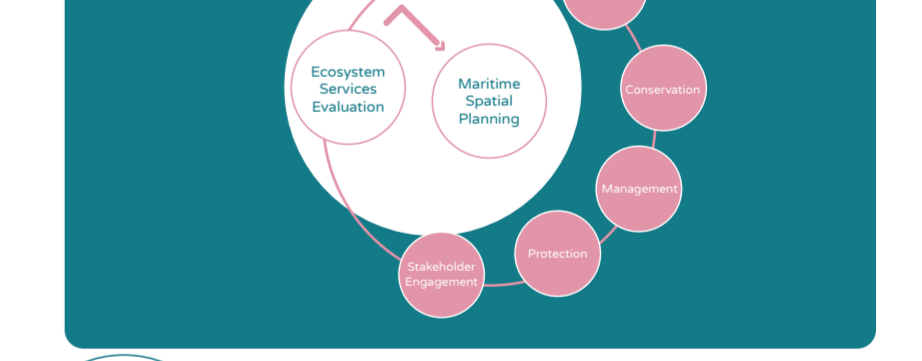 Ecosystem
Services
Evaluation
Maritime
Spatial
Planning
Conservation
Management
Protection
Stakeholder
Engagement